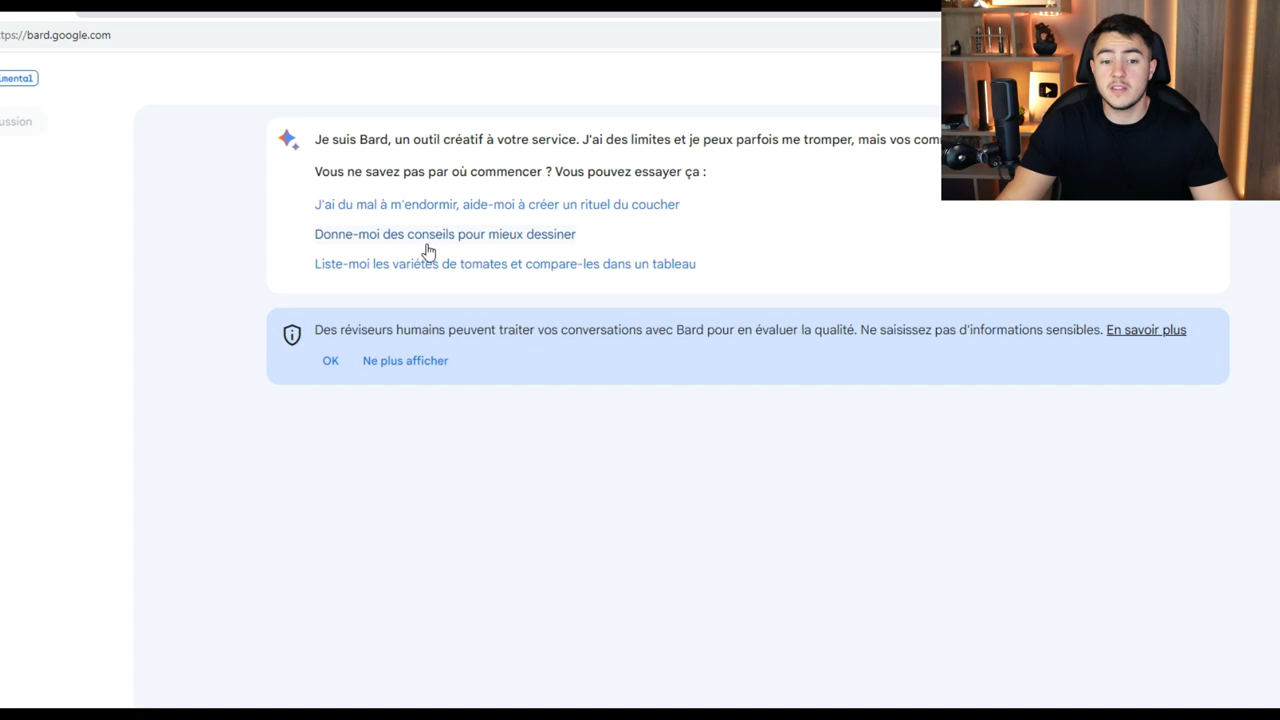 ttps://bard.google.com
imental
ussion
Je suis Bard, un outil créatif à votre service. J'ai des limites et je peux parfois me tromper, mais vos com
Vous ne savez pas par où commencer ? Vous pouvez essayer ça :
J'ai du mal à m'endormir, aide-moi à créer un rituel du coucher
Donne-moi des conseils pour mieux dessiner
Liste-moi les variétés de tomates et compare-les dans un tableau
Des réviseurs humains peuvent traiter vos conversations avec Bard pour en évaluer la qualité. Ne saisissez pas d'informations sensibles. En savoir plus
OK Ne plus afficher